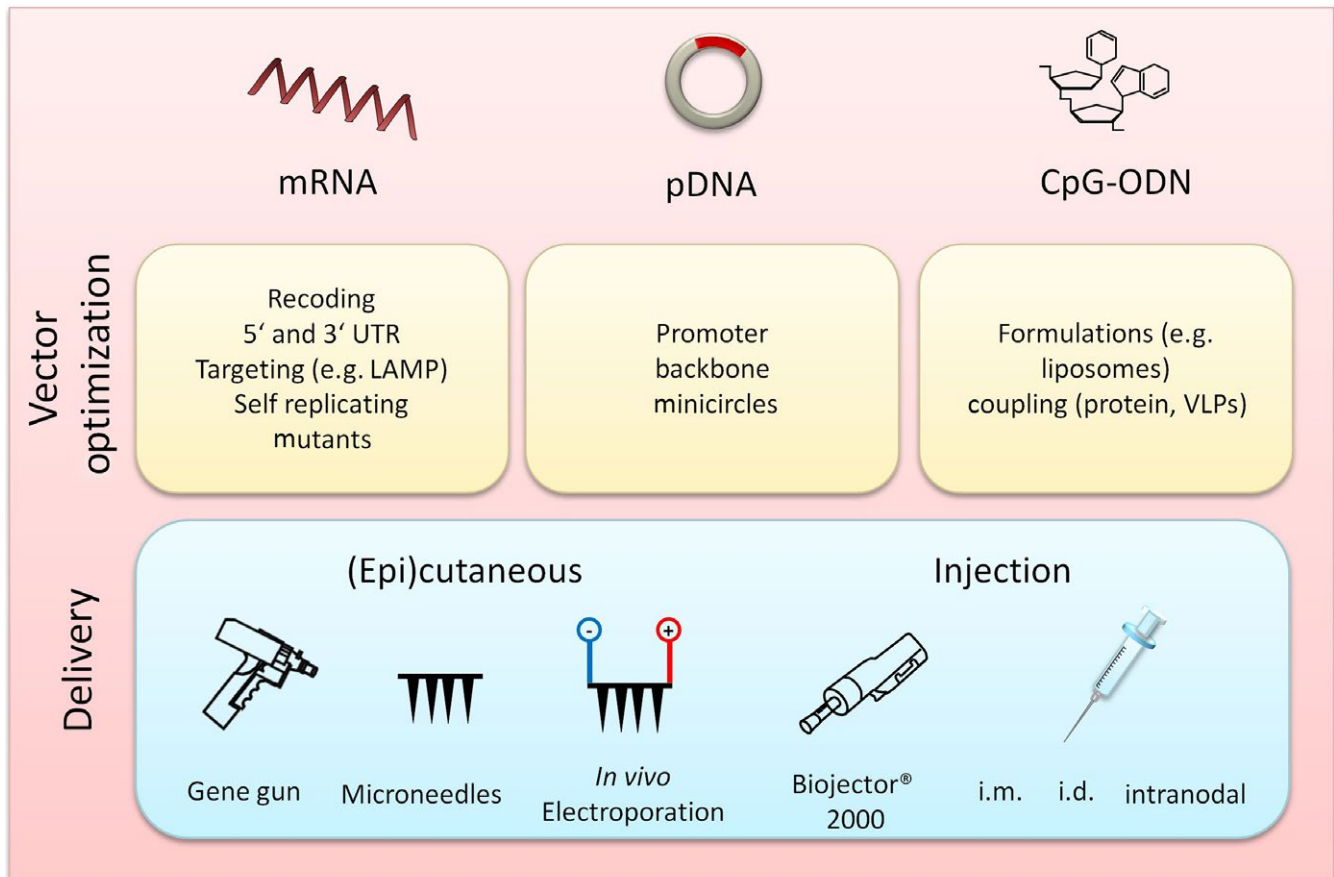 mRNA
pDNA
CpG-ODN
Vector
optimization
Recoding
5‘ and 3‘ UTR
Targeting (e.g. LAMP)
Self replicating
mutants
Promoter
backbone
minicircles
Formulations (e.g.
liposomes)
coupling (protein, VLPs)
Delivery
(Epi)cutaneous
Injection
-
+
Gene gun
Microneedles
In vivo
Electroporation
Biojector®
2000
i.m.
i.d.
intranodal